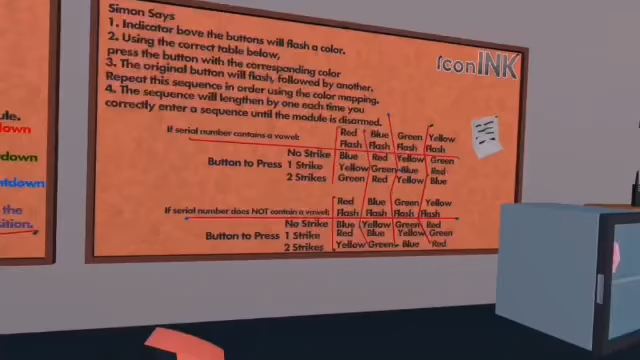 Simon Says
1. Indicator bove the buttons will flash a color.
2. Using the correct table below,
press the button with the corresponding color
3. The original button will flash, followed by another.
Repeat this sequence in order using the color mapping.
4. The sequence will lengthen by one each time you
correctly enter a sequence until the module is disarmed.
IconINK
If serial number contains a vowel: Red Blue Green Yellow
Flash Flash Flash Flash
No Strike Blue Red Yellow Green
Button to Press 1 Strike Yellow Green Blue Red
2 Strikes Green Red Yellow Blue
If serial number does NOT contain a vowel: Red Blue Green Yellow
Flash Flash Flash Flash
No Strike Blue Yellow Green Red
Button to Press 1 Strike Red Blue Yellow Green
2 Strikes Yellow Green Blue Red
ule.
down
down
ntdown
the
sition.